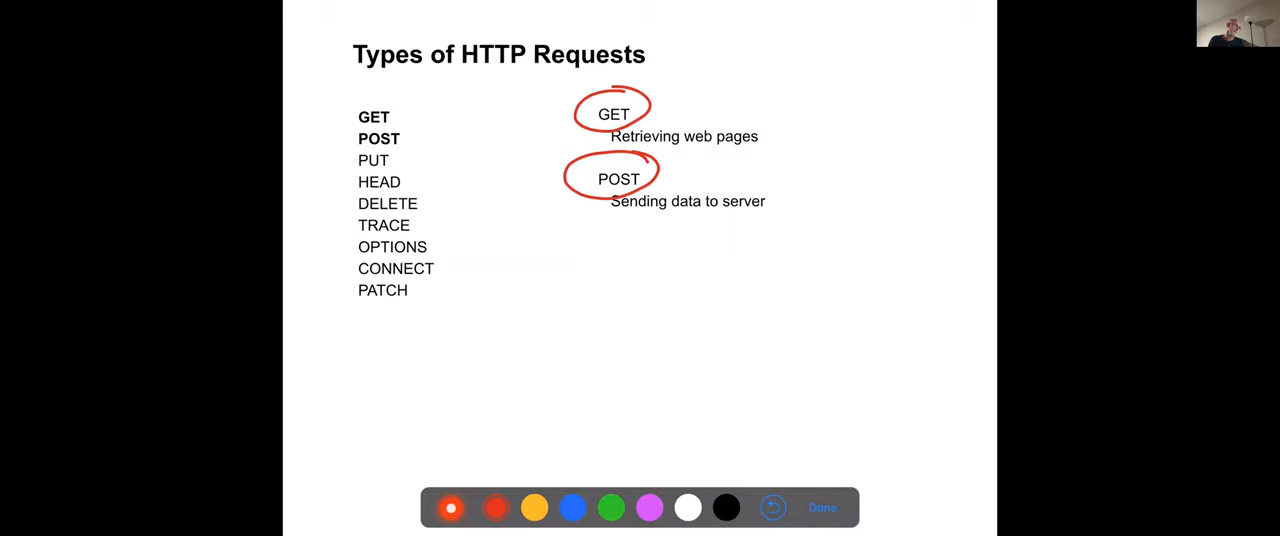 Types of HTTP Requests
GET
POST
PUT
HEAD
DELETE
TRACE
OPTIONS
CONNECT
PATCH
GET
Retrieving web pages
POST
Sending data to server
Done